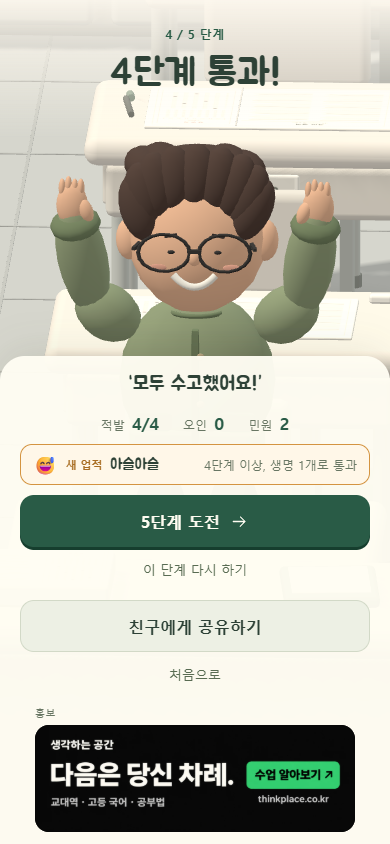 4 / 5 단계
4단계 통과!
‘모두 수고했어요!’
적발 4/4 오인 0 민원 2
새 업적 아슬아슬 4단계 이상, 생명 1개로 통과
5단계 도전 →
이 단계 다시 하기
친구에게 공유하기
처음으로
홍보
생각하는 공간
다음은 당신 차례.
수업 알아보기 ↗
교대역 · 고등 국어 · 공부법
thinkplace.co.kr